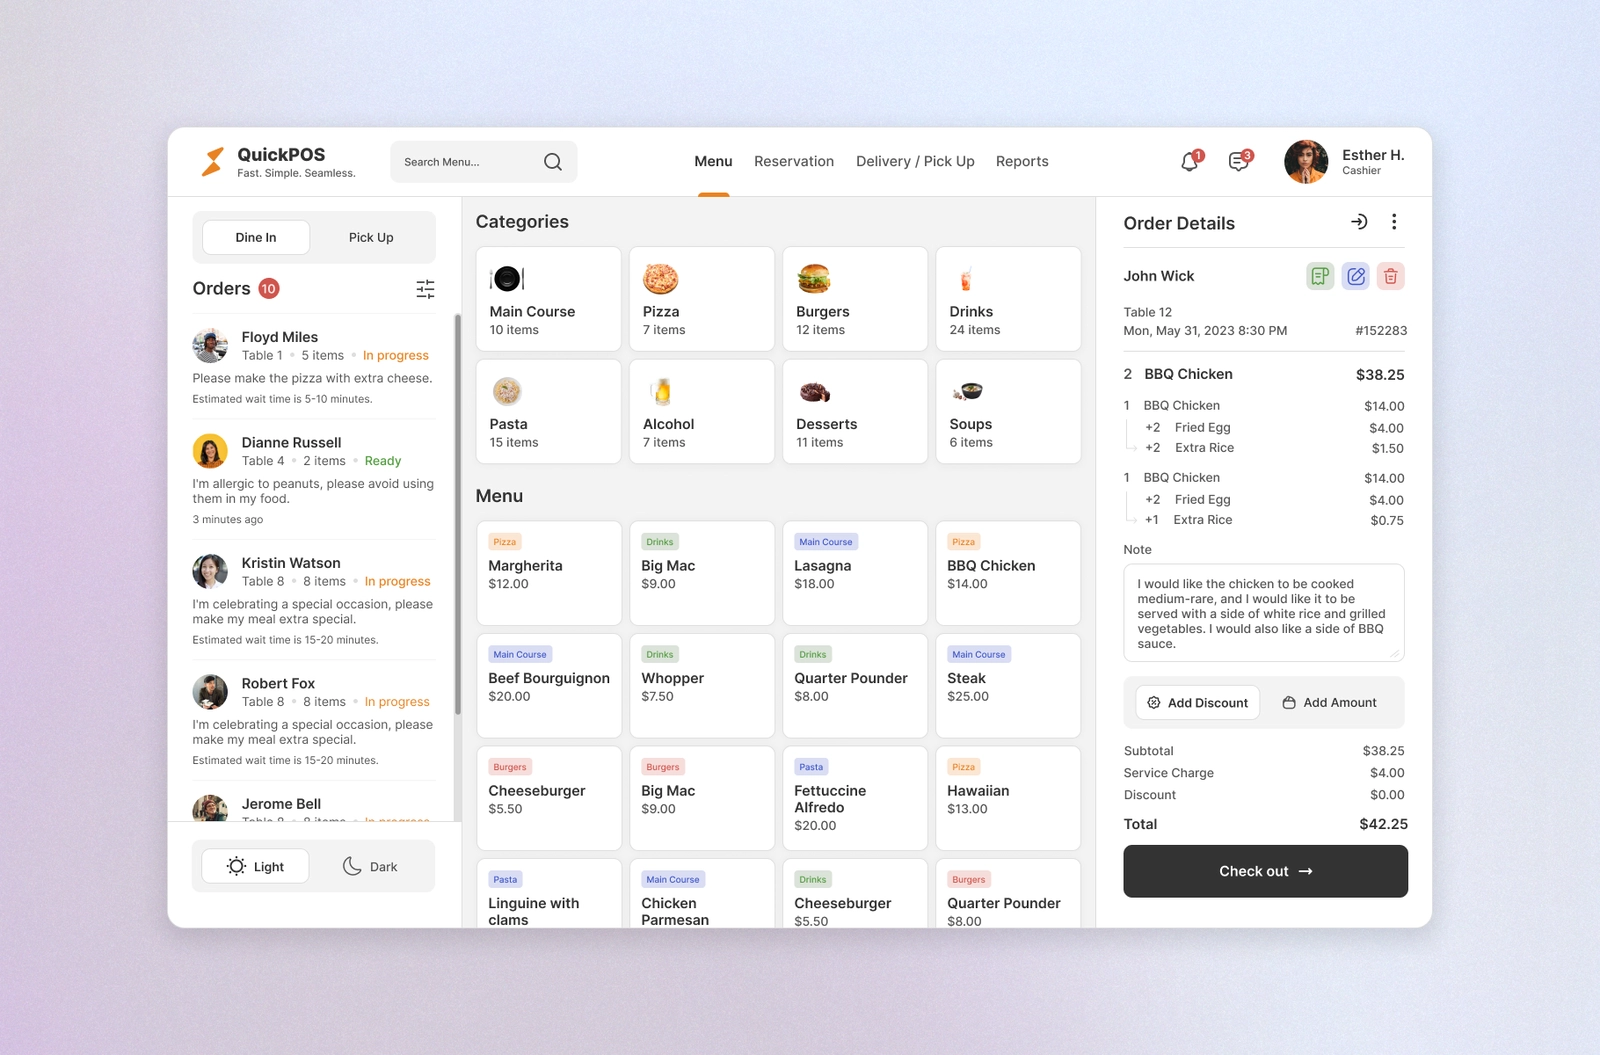 QuickPOS
Fast. Simple. Seamless.
Search Menu...
Menu
Reservation
Delivery / Pick Up
Reports
1
3
Esther H.
Cashier
Dine In
Pick Up
Orders 10
Floyd Miles
Table 1 • 5 items • In progress
Please make the pizza with extra cheese.
Estimated wait time is 5-10 minutes.
Dianne Russell
Table 4 • 2 items • Ready
I'm allergic to peanuts, please avoid using
them in my food.
3 minutes ago
Kristin Watson
Table 8 • 8 items • In progress
I'm celebrating a special occasion, please
make my meal extra special.
Estimated wait time is 15-20 minutes.
Robert Fox
Table 8 • 8 items • In progress
I'm celebrating a special occasion, please
make my meal extra special.
Estimated wait time is 15-20 minutes.
Jerome Bell
Table 8 • 8 items • In progress
Light
Dark
Categories
Main Course
10 items
Pizza
7 items
Burgers
12 items
Drinks
24 items
Pasta
15 items
Alcohol
7 items
Desserts
11 items
Soups
6 items
Menu
Pizza
Margherita
$12.00
Drinks
Big Mac
$9.00
Main Course
Lasagna
$18.00
Pizza
BBQ Chicken
$14.00
Main Course
Beef Bourguignon
$20.00
Drinks
Whopper
$7.50
Drinks
Quarter Pounder
$8.00
Main Course
Steak
$25.00
Burgers
Cheeseburger
$5.50
Burgers
Big Mac
$9.00
Pasta
Fettuccine
Alfredo
$20.00
Pizza
Hawaiian
$13.00
Pasta
Linguine with
clams
Main Course
Chicken
Parmesan
Drinks
Cheeseburger
$5.50
Burgers
Quarter Pounder
$8.00
Order Details
John Wick
Table 12
Mon, May 31, 2023 8:30 PM #152283
2 BBQ Chicken $38.25
1 BBQ Chicken $14.00
+2 Fried Egg $4.00
+2 Extra Rice $1.50
1 BBQ Chicken $14.00
+2 Fried Egg $4.00
+1 Extra Rice $0.75
Note
I would like the chicken to be cooked
medium-rare, and I would like it to be
served with a side of white rice and grilled
vegetables. I would also like a side of BBQ
sauce.
Add Discount
Add Amount
Subtotal $38.25
Service Charge $4.00
Discount $0.00
Total $42.25
Check out →